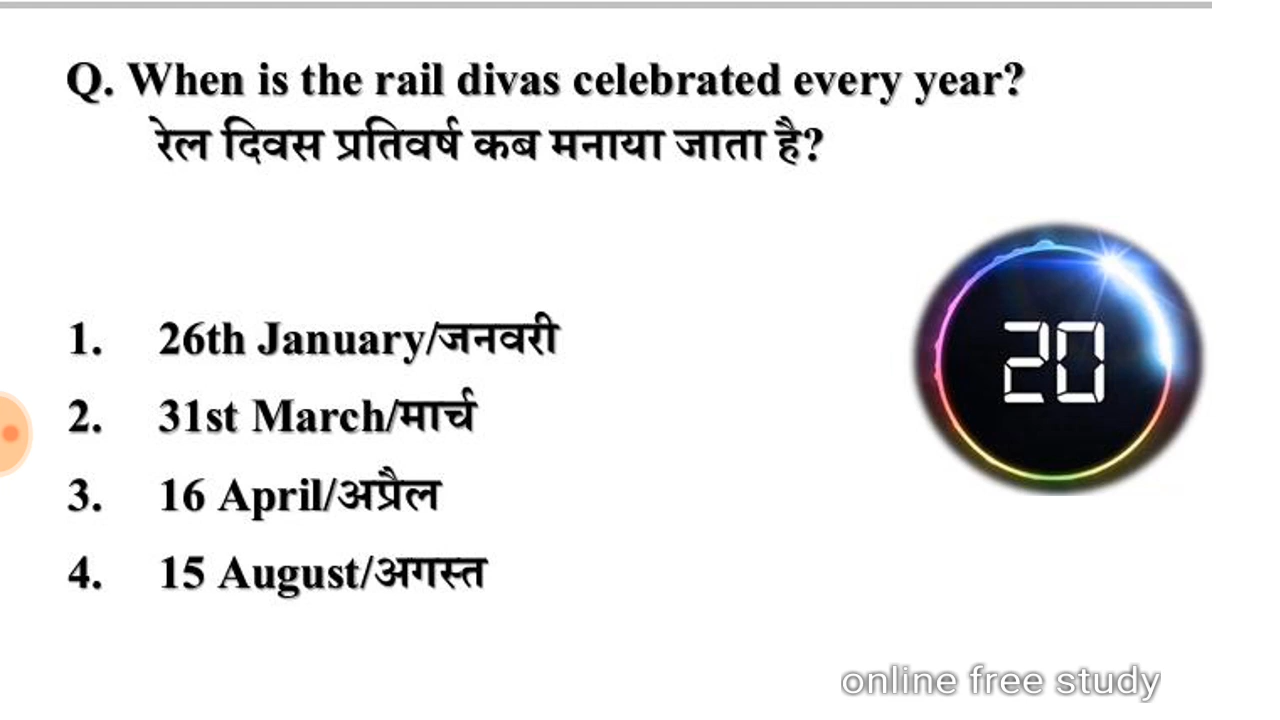 Q. When is the rail divas celebrated every year?
रेल दिवस प्रतिवर्ष कब मनाया जाता है?
1. 26th January/जनवरी
2. 31st March/मार्च
3. 16 April/अप्रैल
4. 15 August/अगस्त
20
online free study